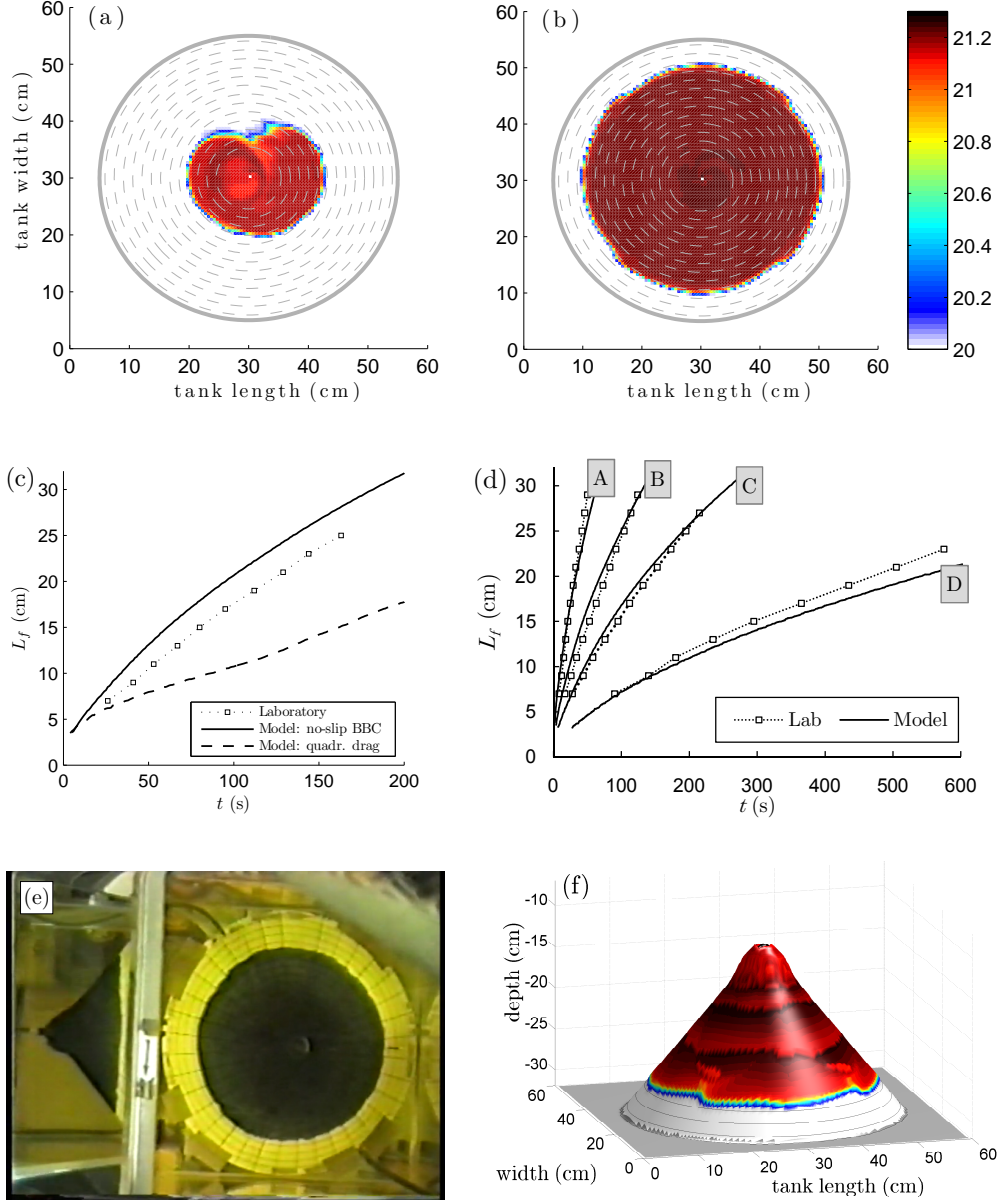 (a)
60
50
40
30
20
10
0
tank width (cm)
0 10 20 30 40 50 60
tank length (cm)
(b)
60
50
40
30
20
10
0
0 10 20 30 40 50 60
tank length (cm)
21.2
21
20.8
20.6
20.4
20.2
20
(c)
30
25
20
15
10
5
0
L_f (cm)
0 50 100 150 200
t (s)
Laboratory
Model: no-slip BBC
Model: quadr. drag
(d)
30
25
20
15
10
5
0
L_f (cm)
A
B
C
D
Lab
Model
0 100 200 300 400 500 600
t (s)
(e)
(f)
-10
-15
-20
-25
-30
depth (cm)
60
40
20
0
width (cm)
0 10 20 30 40 50 60
tank length (cm)